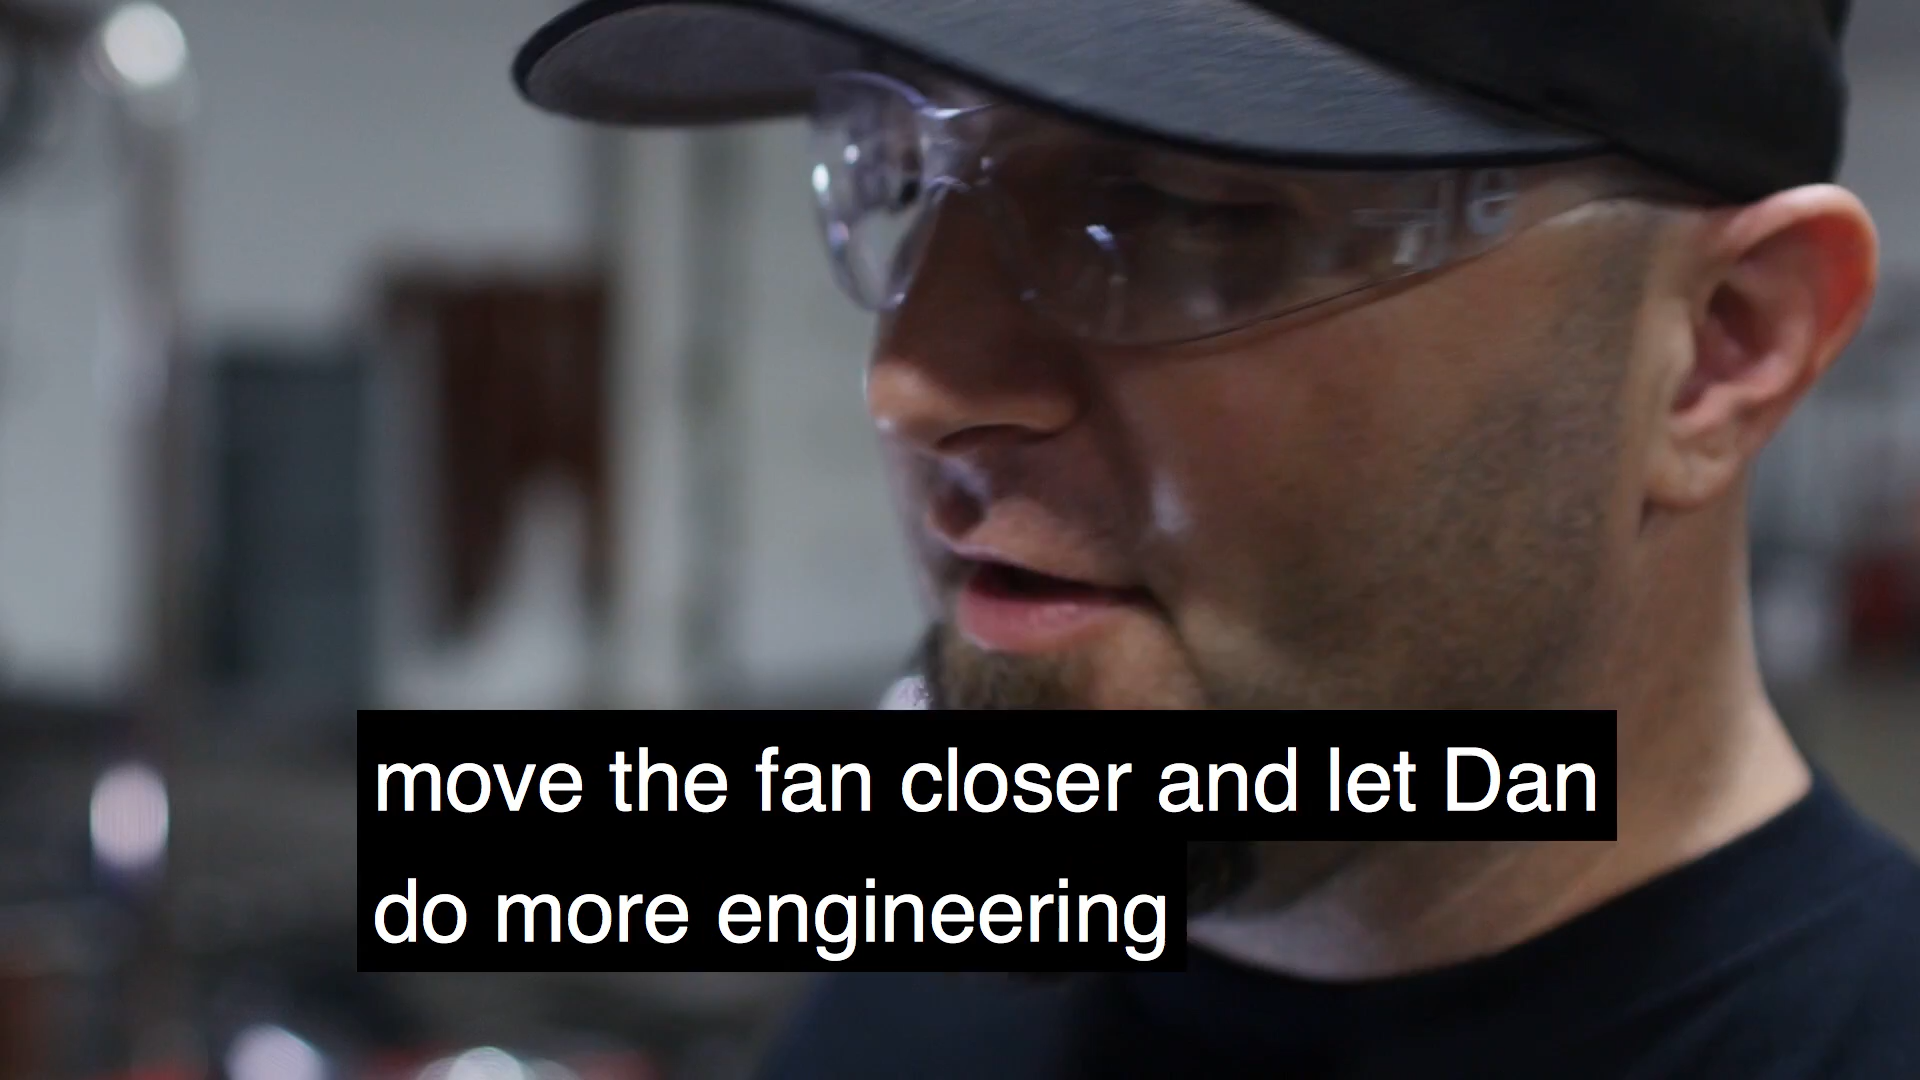 move the fan closer and let Dan
do more engineering